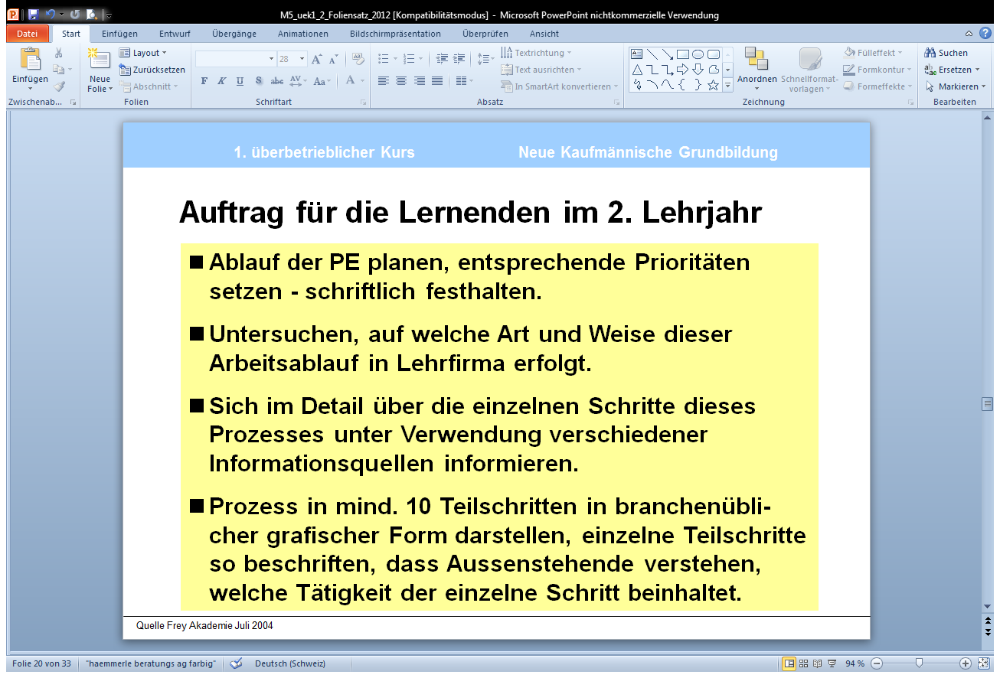 M5_uek1_2_Foliensatz_2012 [Kompatibilitätsmodus] - Microsoft PowerPoint nichtkommerzielle Verwendung
Datei Start Einfügen Entwurf Übergänge Animationen Bildschirmpräsentation Überprüfen Ansicht
Einfügen
Zwischenab...
Neue
Folie
Layout
Zurücksetzen
Abschnitt
Folien
28
F K U S abc AV Aa A
Schriftart
Textrichtung
Text ausrichten
In SmartArt konvertieren
Absatz
Anordnen
Schnellformat-
vorlagen
Fülleffekt
Formkontur
Formeffekte
Zeichnung
Suchen
Ersetzen
Markieren
Bearbeiten
1. überbetrieblicher Kurs Neue Kaufmännische Grundbildung
Auftrag für die Lernenden im 2. Lehrjahr
■ Ablauf der PE planen, entsprechende Prioritäten
setzen - schriftlich festhalten.
■ Untersuchen, auf welche Art und Weise dieser
Arbeitsablauf in Lehrfirma erfolgt.
■ Sich im Detail über die einzelnen Schritte dieses
Prozesses unter Verwendung verschiedener
Informationsquellen informieren.
■ Prozess in mind. 10 Teilschritten in branchenübli-
cher grafischer Form darstellen, einzelne Teilschritte
so beschriften, dass Aussenstehende verstehen,
welche Tätigkeit der einzelne Schritt beinhaltet.
Quelle Frey Akademie Juli 2004
Folie 20 von 33 "haemmerle beratungs ag farbig" Deutsch (Schweiz) 94 %